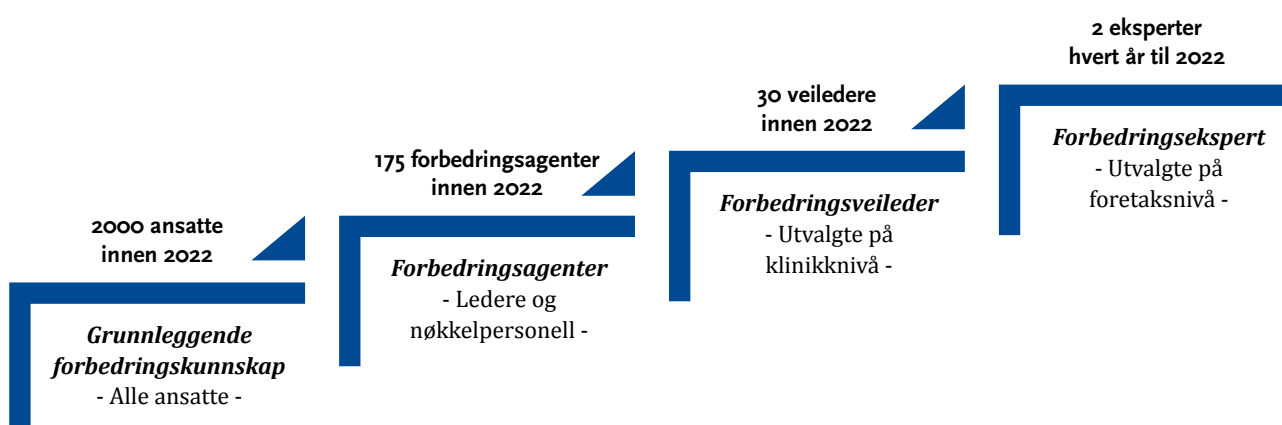 2000 ansatte
innen 2022
Grunnleggende
forbedringskunnskap
- Alle ansatte -
175 forbedringsagenter
innen 2022
Forbedringsagenter
- Ledere og
nøkkelpersonell -
30 veiledere
innen 2022
Forbedringsveileder
- Utvalgte på
klinikknivå -
2 eksperter
hvert år til 2022
Forbedringsekspert
- Utvalgte på
foretaksnivå -